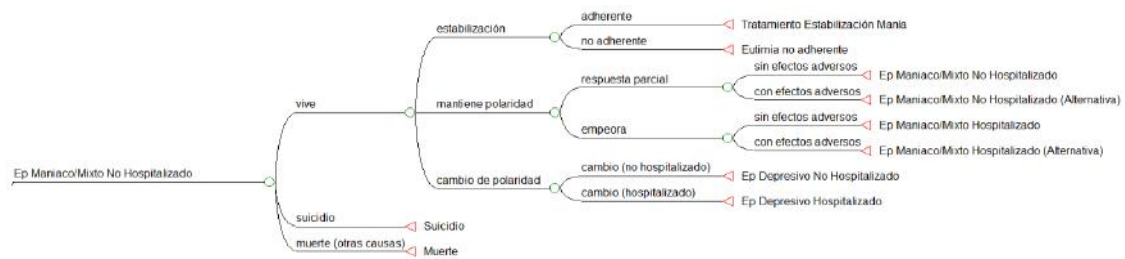 adherente
Tratamiento Estabilización Manía
estabilización
no adherente
Eutimia no adherente
sin efectos adversos
Ep Maniaco/Mixto No Hospitalizado
respuesta parcial
con efectos adversos
Ep Maniaco/Mixto No Hospitalizado (Alternativa)
vive
mantiene polaridad
sin efectos adversos
Ep Maniaco/Mixto Hospitalizado
empeora
con efectos adversos
Ep Maniaco/Mixto Hospitalizado (Alternativa)
Ep Maniaco/Mixto No Hospitalizado
cambio (no hospitalizado)
Ep Depresivo No Hospitalizado
cambio de polaridad
cambio (hospitalizado)
Ep Depresivo Hospitalizado
suicidio
Suicidio
muerte (otras causas)
Muerte